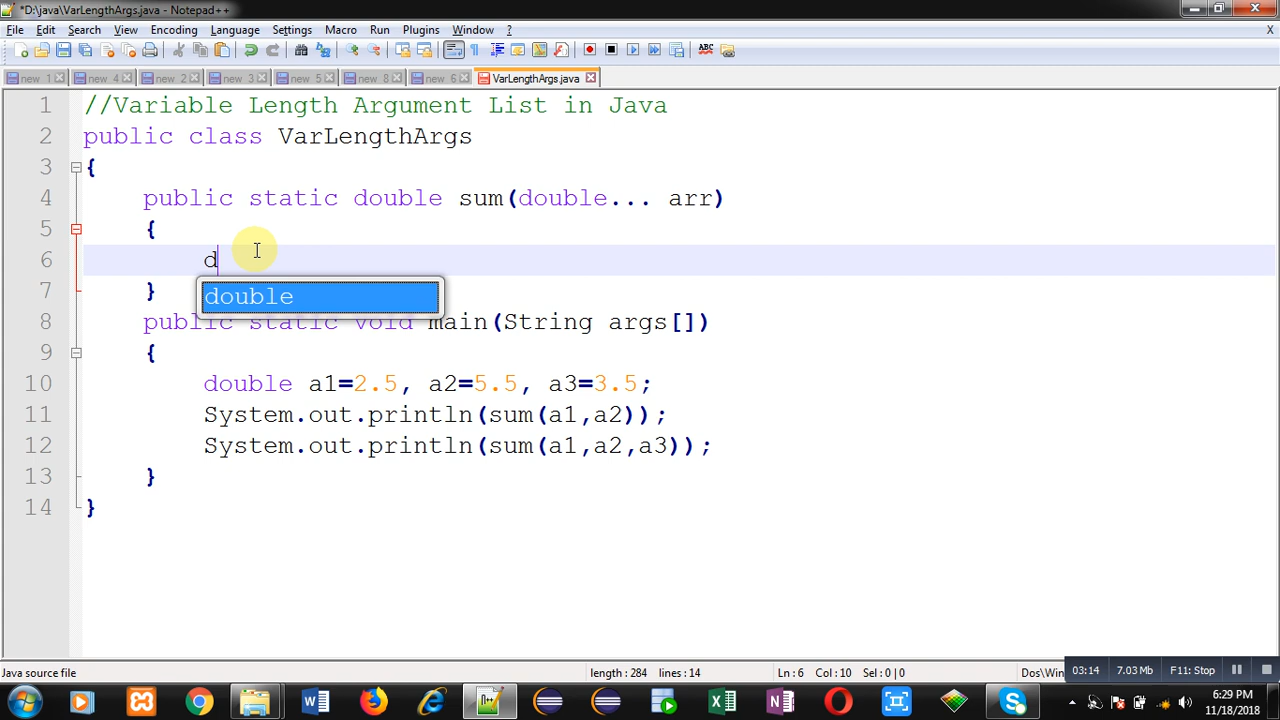 *D:\java\VarLengthArgs.java - Notepad++
File Edit Search View Encoding Language Settings Macro Run Plugins Window ? X
new 1 new 4 new 2 new 3 new 5 new 8 new 6 VarLengthArgs.java
1 //Variable Length Argument List in Java
2 public class VarLengthArgs
3 {
4 public static double sum(double... arr)
5 {
6 d
double
7 }
8 public static void main(String args[])
9 {
10 double a1=2.5, a2=5.5, a3=3.5;
11 System.out.println(sum(a1,a2));
12 System.out.println(sum(a1,a2,a3));
13 }
14 }
Java source file length : 284 lines : 14 Ln : 6 Col : 10 Sel : 0 | 0 Dos\Win 03:14 7.03 Mb F11: Stop
6:29 PM
11/18/2018